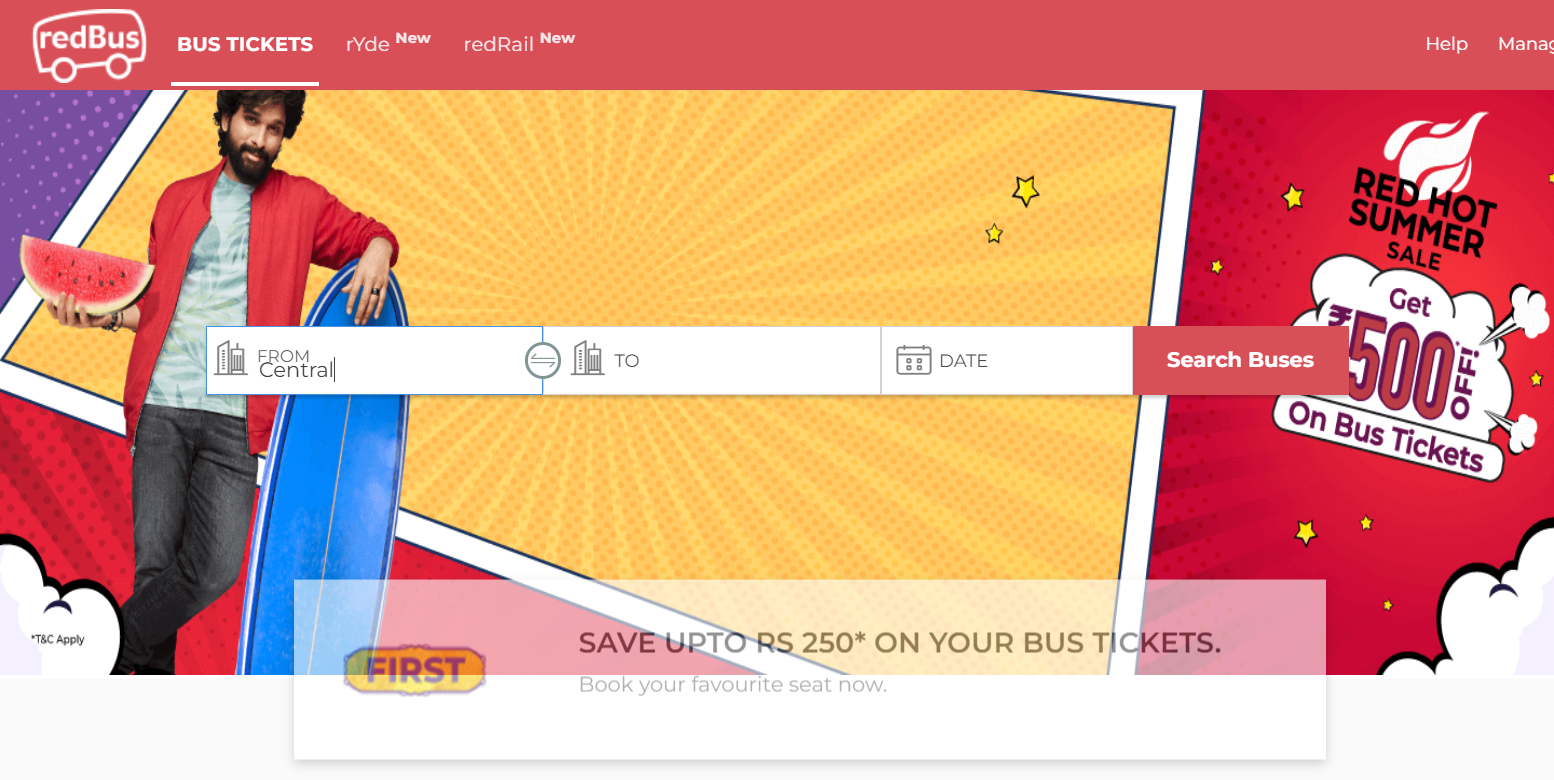 redBus
BUS TICKETS
rYde New
redRail New
Help
Manag
RED HOT
SUMMER
SALE
Get
₹500* OFF!
On Bus Tickets
FROM
Central
TO
DATE
Search Buses
*T&C Apply
FIRST
SAVE UPTO RS 250* ON YOUR BUS TICKETS.
Book your favourite seat now.